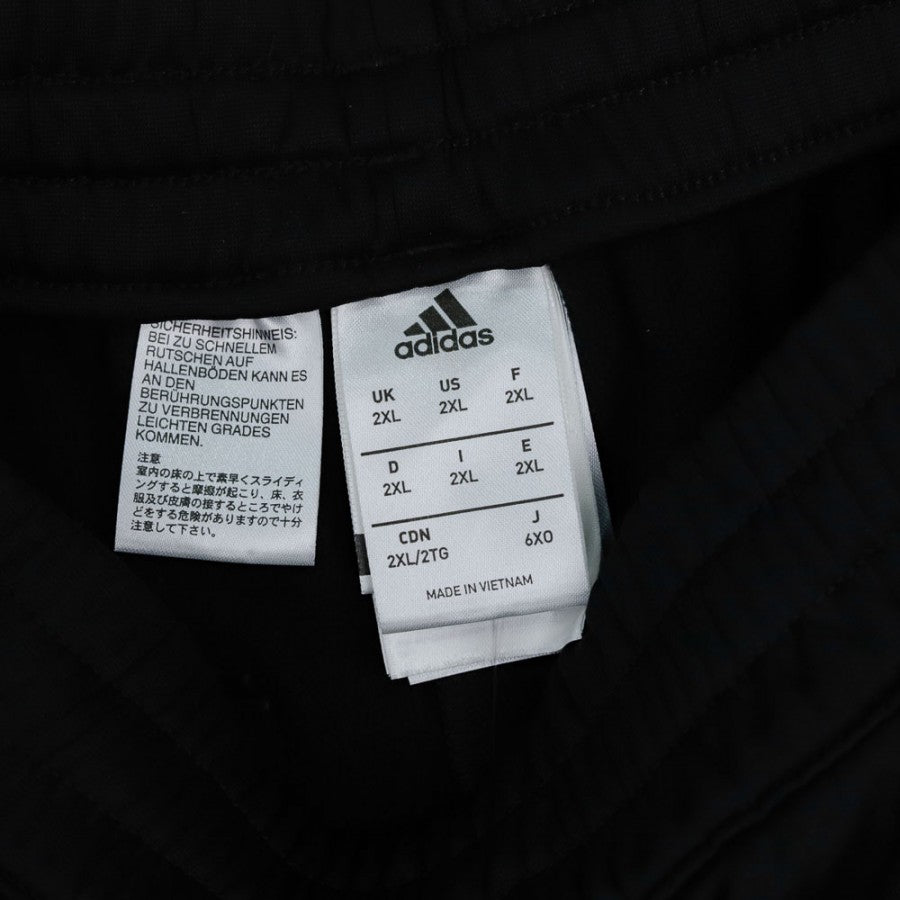 SICHERHEITSHINWEIS:
BEI ZU SCHNELLEM
RUTSCHEN AUF
HALLENBÖDEN KANN ES
AN DEN
BERÜHRUNGSPUNKTEN
ZU VERBRENNUNGEN
LEICHTEN GRADES
KOMMEN.
注意
室内の床の上で素早くスライディ
ングすると摩擦が起こり、床、衣
服及び皮膚の接するところでやけ
どをする危険がありますので十分
注意して下さい。
adidas
UK US F
2XL 2XL 2XL
D I E
2XL 2XL 2XL
CDN J
2XL/2TG 6XO
MADE IN VIETNAM